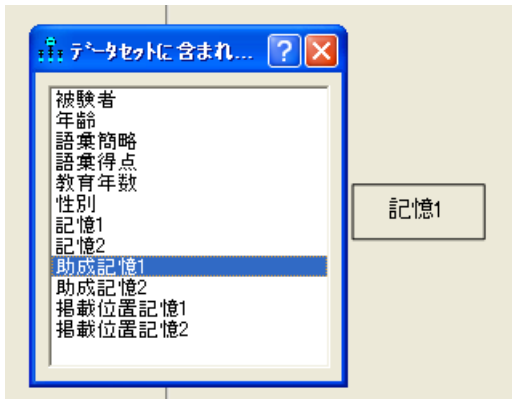 データセットに含まれ...
被験者
年齢
語彙簡略
語彙得点
教育年数
性別
記憶1
記憶2
助成記憶1
助成記憶2
掲載位置記憶1
掲載位置記憶2
記憶1